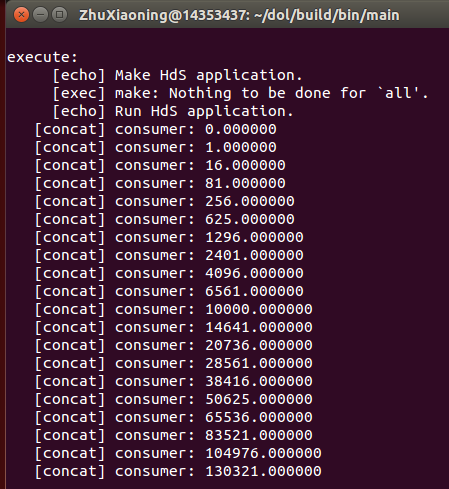 ZhuXiaoning@14353437: ~/dol/build/bin/main
execute:
[echo] Make HdS application.
[exec] make: Nothing to be done for `all'.
[echo] Run HdS application.
[concat] consumer: 0.000000
[concat] consumer: 1.000000
[concat] consumer: 16.000000
[concat] consumer: 81.000000
[concat] consumer: 256.000000
[concat] consumer: 625.000000
[concat] consumer: 1296.000000
[concat] consumer: 2401.000000
[concat] consumer: 4096.000000
[concat] consumer: 6561.000000
[concat] consumer: 10000.000000
[concat] consumer: 14641.000000
[concat] consumer: 20736.000000
[concat] consumer: 28561.000000
[concat] consumer: 38416.000000
[concat] consumer: 50625.000000
[concat] consumer: 65536.000000
[concat] consumer: 83521.000000
[concat] consumer: 104976.000000
[concat] consumer: 130321.000000